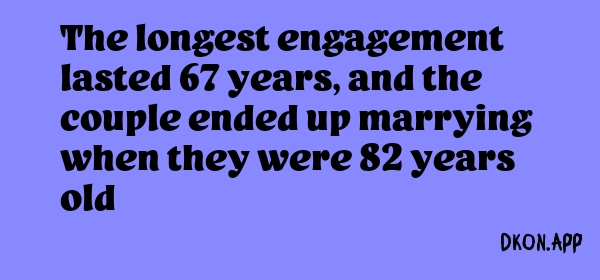 The longest engagement
lasted 67 years, and the
couple ended up marrying
when they were 82 years
old
DKON.APP